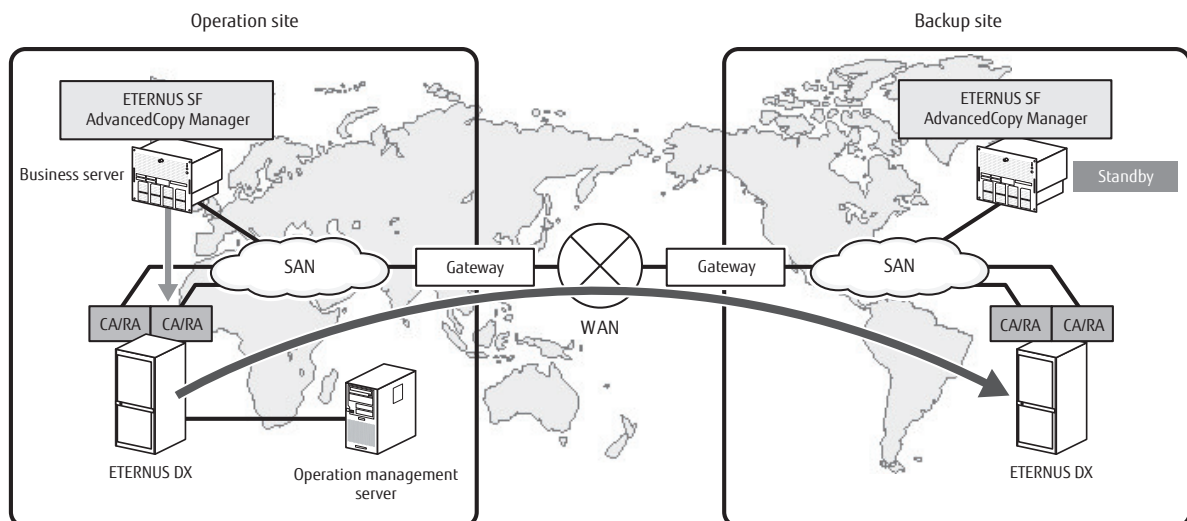 Operation site
Backup site
ETERNUS SF
AdvancedCopy Manager
ETERNUS SF
AdvancedCopy Manager
Business server
Standby
SAN
Gateway
Gateway
SAN
WAN
CA/RA
CA/RA
CA/RA
CA/RA
ETERNUS DX
Operation management
server
ETERNUS DX